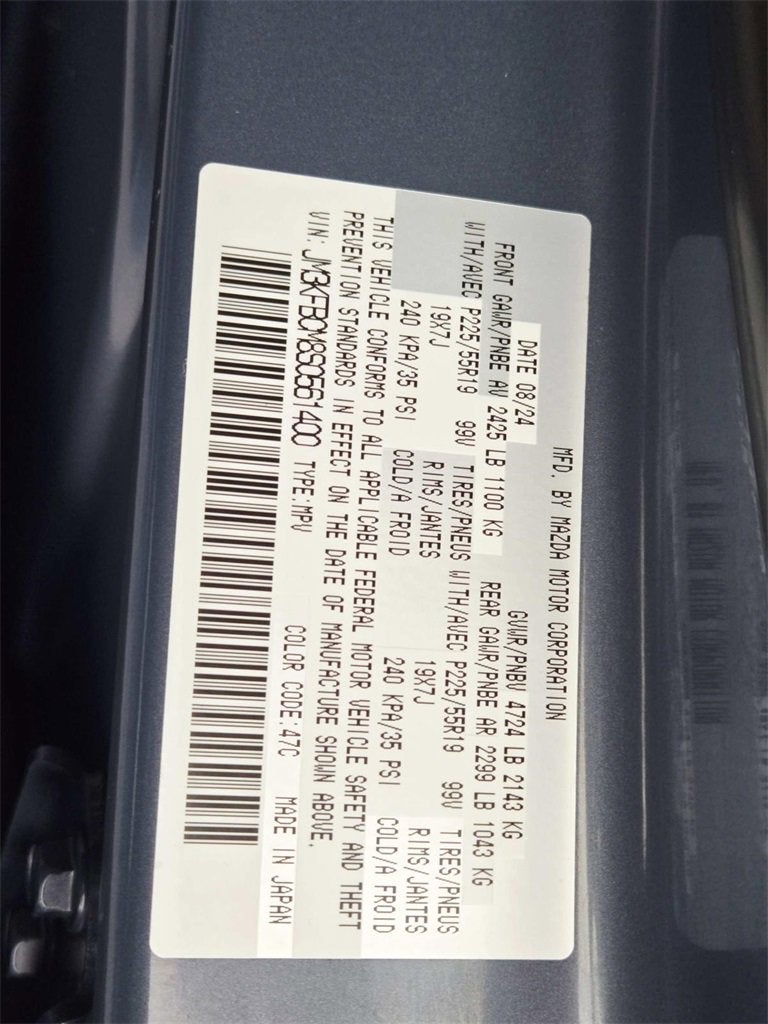 MFD. BY MAZDA MOTOR CORPORATION
DATE 08/24 GVWR/PNBV 4724 LB 2143 KG
FRONT GAWR/PNBE AV 2425 LB 1100 KG REAR GAWR/PNBE AR 2299 LB 1043 KG
WITH/AVEC P225/55R19 99V TIRES/PNEUS WITH/AVEC P225/55R19 99V TIRES/PNEUS
19X7J RIMS/JANTES 19X7J RIMS/JANTES
240 KPA/35 PSI COLD/A FROID 240 KPA/35 PSI COLD/A FROID
THIS VEHICLE CONFORMS TO ALL APPLICABLE FEDERAL MOTOR VEHICLE SAFETY AND THEFT
PREVENTION STANDARDS IN EFFECT ON THE DATE OF MANUFACTURE SHOWN ABOVE.
VIN: JM3KFBCM8S0561400 TYPE:MPV COLOR CODE:47C MADE IN JAPAN